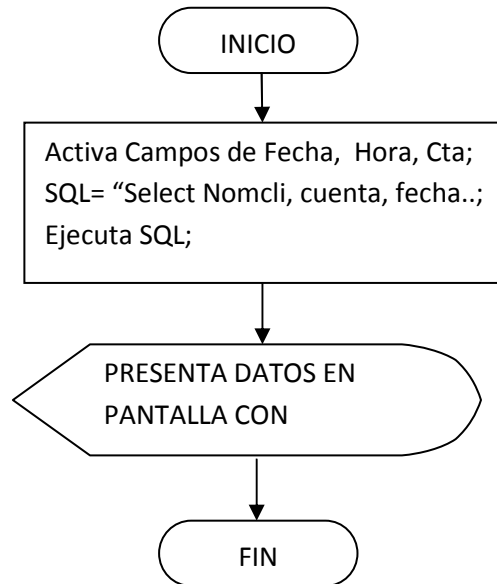 INICIO
Activa Campos de Fecha, Hora, Cta;
SQL= “Select Nomcli, cuenta, fecha..;
Ejecuta SQL;
PRESENTA DATOS EN
PANTALLA CON
FIN